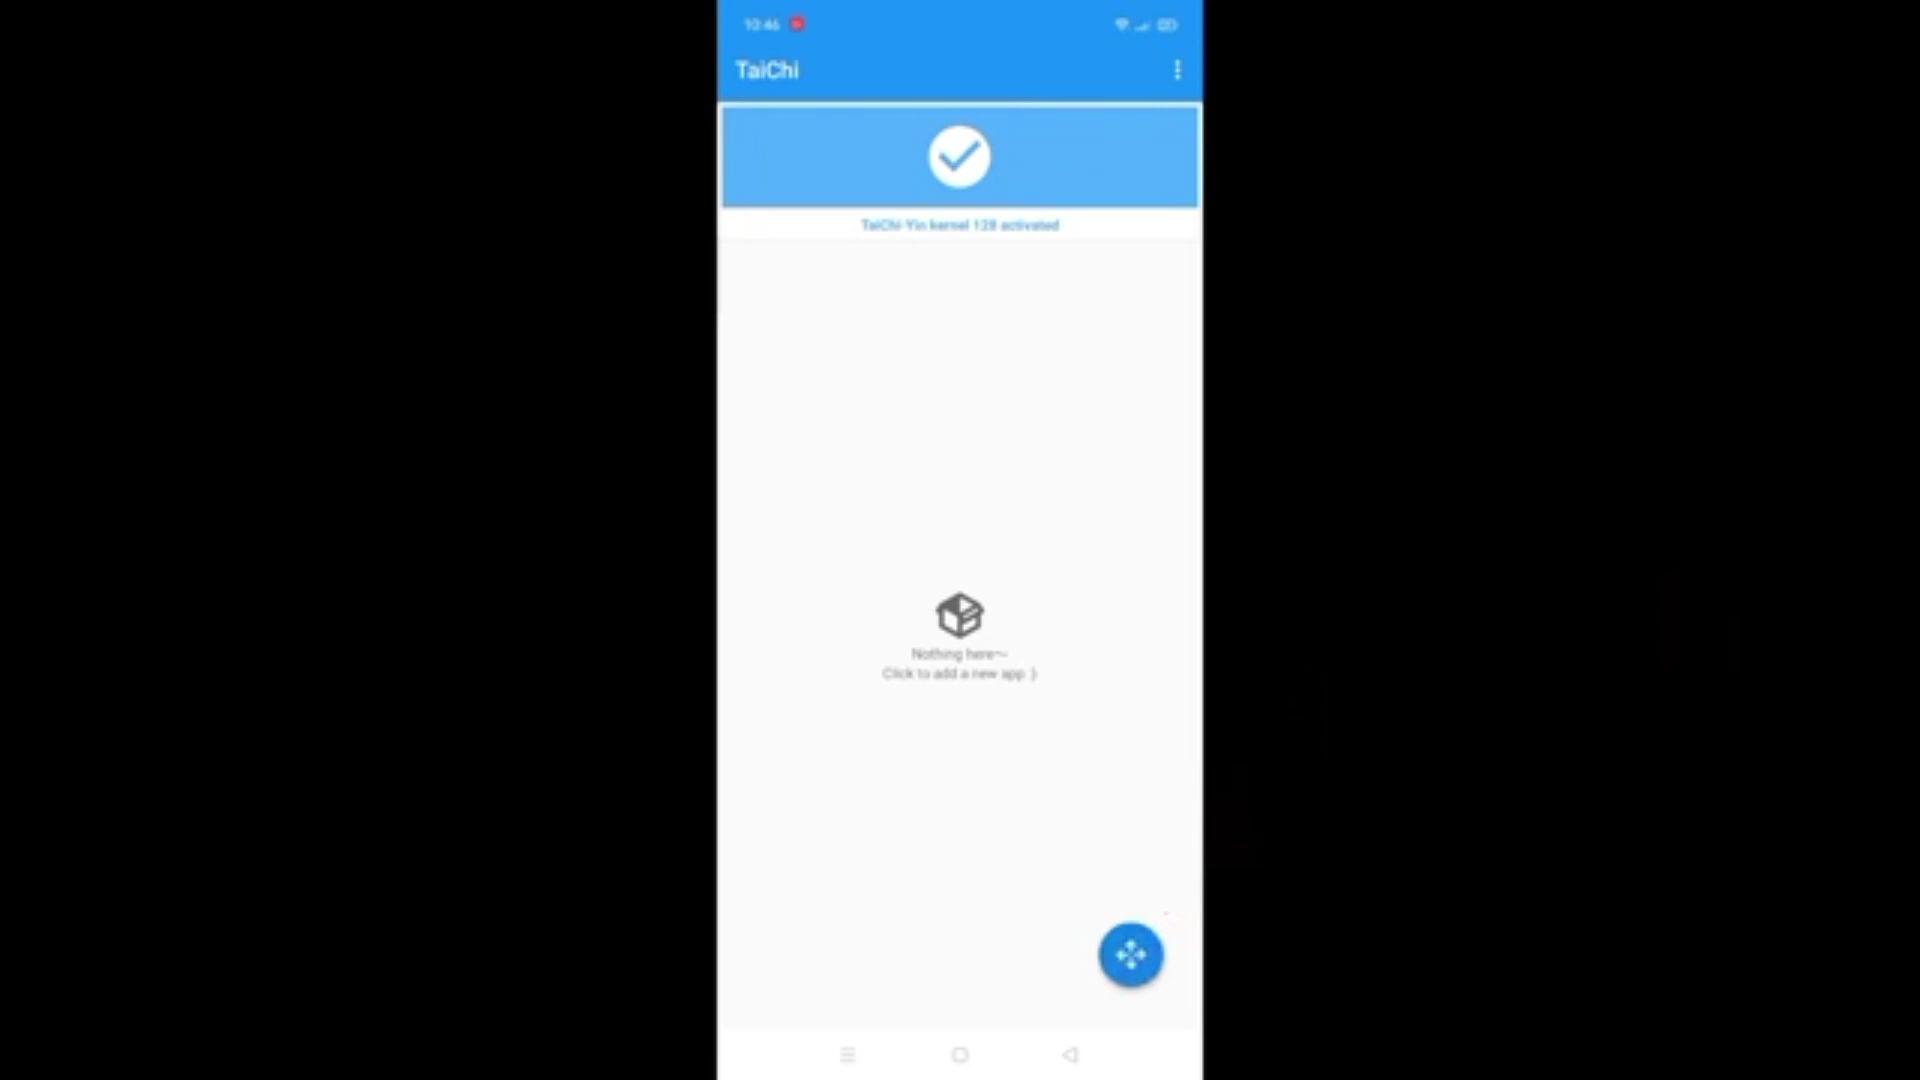 10:46
TaiChi
TaiChi-Yin kernel 128 activated
Nothing here~
Click to add a new app :)